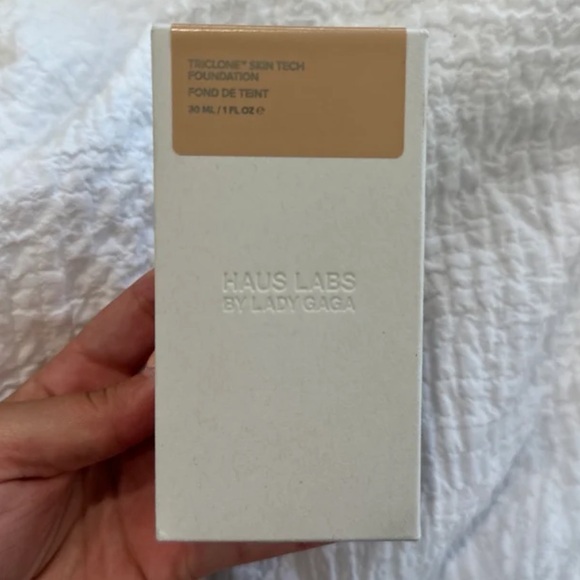 TRICLONE™ SKIN TECH
FOUNDATION
FOND DE TEINT
30 ML / 1 FL OZ ℮
HAUS LABS
BY LADY GAGA